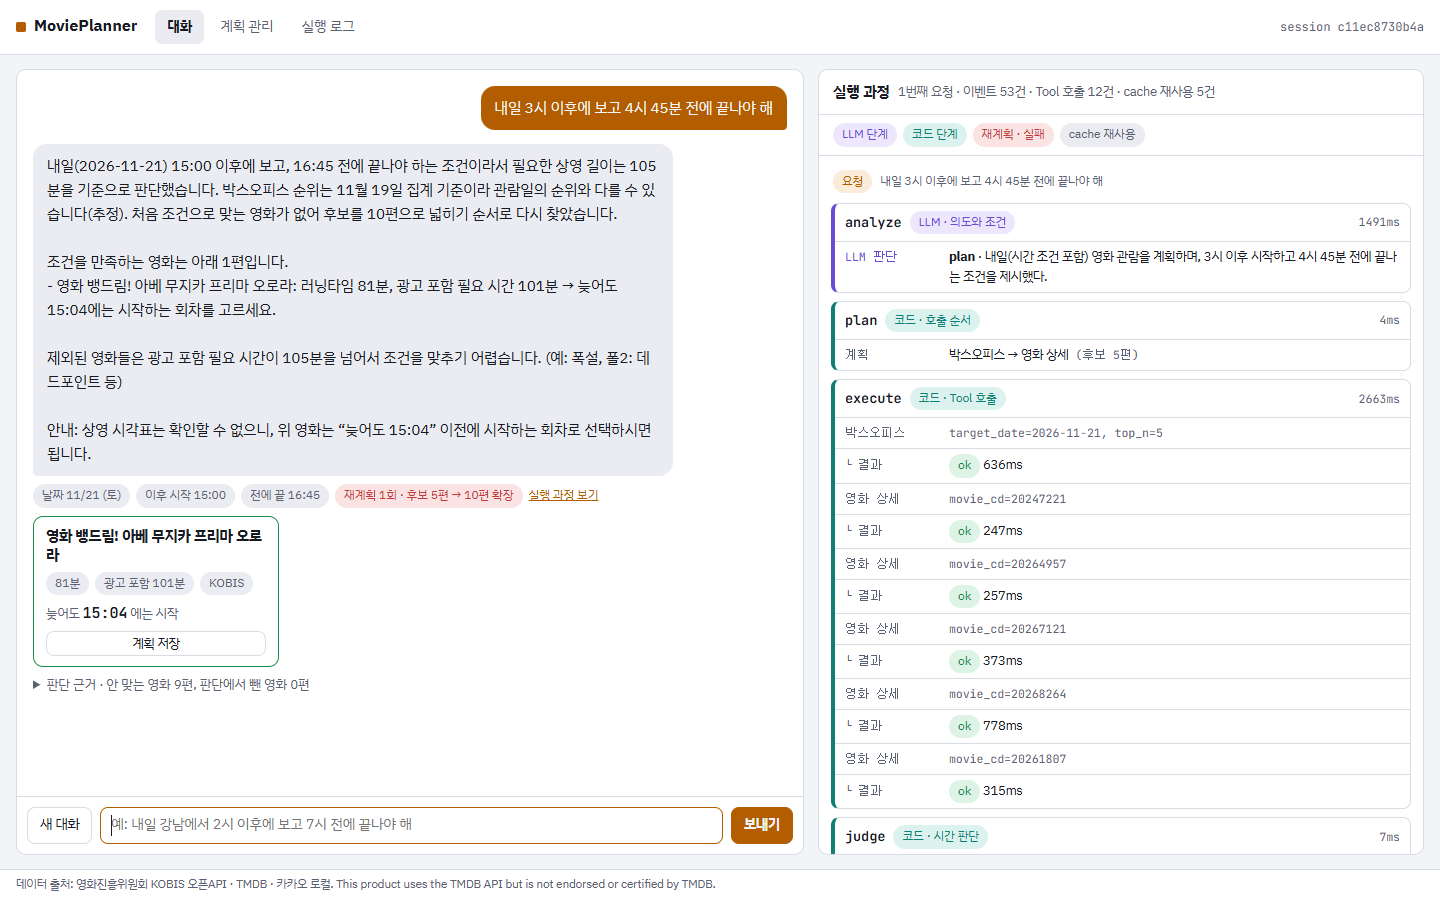 MoviePlanner 대화 계획 관리 실행 로그 session c11ec8730b4a
내일 3시 이후에 보고 4시 45분 전에 끝나야 해
내일(2026-11-21) 15:00 이후에 보고, 16:45 전에 끝나야 하는 조건이라서 필요한 상영 길이는 105
분을 기준으로 판단했습니다. 박스오피스 순위는 11월 19일 집계 기준이라 관람일의 순위와 다를 수 있
습니다(추정). 처음 조건으로 맞는 영화가 없어 후보를 10편으로 넓히기 순서로 다시 찾았습니다.
조건을 만족하는 영화는 아래 1편입니다.
- 영화 뱅드림! 아베 무지카 프리마 오로라: 러닝타임 81분, 광고 포함 필요 시간 101분 → 늦어도
15:04에는 시작하는 회차를 고르세요.
제외된 영화들은 광고 포함 필요 시간이 105분을 넘어서 조건을 맞추기 어렵습니다. (예: 폭설, 폴2: 데
드포인트 등)
안내: 상영 시각표는 확인할 수 없으니, 위 영화는 “늦어도 15:04” 이전에 시작하는 회차로 선택하시면
됩니다.
날짜 11/21 (토) 이후 시작 15:00 전에 끝 16:45 재계획 1회 · 후보 5편 → 10편 확장 실행 과정 보기
영화 뱅드림! 아베 무지카 프리마 오로
라
81분 광고 포함 101분 KOBIS
늦어도 15:04 에는 시작
계획 저장
▶ 판단 근거 · 안 맞는 영화 9편, 판단에서 뺀 영화 0편
새 대화 예: 내일 강남에서 2시 이후에 보고 7시 전에 끝나야 해 보내기
실행 과정 1번째 요청 · 이벤트 53건 · Tool 호출 12건 · cache 재사용 5건
LLM 단계 코드 단계 재계획 · 실패 cache 재사용
요청 내일 3시 이후에 보고 4시 45분 전에 끝나야 해
analyze LLM · 의도와 조건 1491ms
LLM 판단 plan · 내일(시간 조건 포함) 영화 관람을 계획하며, 3시 이후 시작하고 4시 45분 전에 끝나
는 조건을 제시했다.
plan 코드 · 호출 순서 4ms
계획 박스오피스 → 영화 상세 (후보 5편)
execute 코드 · Tool 호출 2663ms
박스오피스 target_date=2026-11-21, top_n=5
└ 결과 ok 636ms
영화 상세 movie_cd=20247221
└ 결과 ok 247ms
영화 상세 movie_cd=20264957
└ 결과 ok 257ms
영화 상세 movie_cd=20267121
└ 결과 ok 373ms
영화 상세 movie_cd=20268264
└ 결과 ok 778ms
영화 상세 movie_cd=20261807
└ 결과 ok 315ms
judge 코드 · 시간 판단 7ms
데이터 출처: 영화진흥위원회 KOBIS 오픈API · TMDB · 카카오 로컬. This product uses the TMDB API but is not endorsed or certified by TMDB.